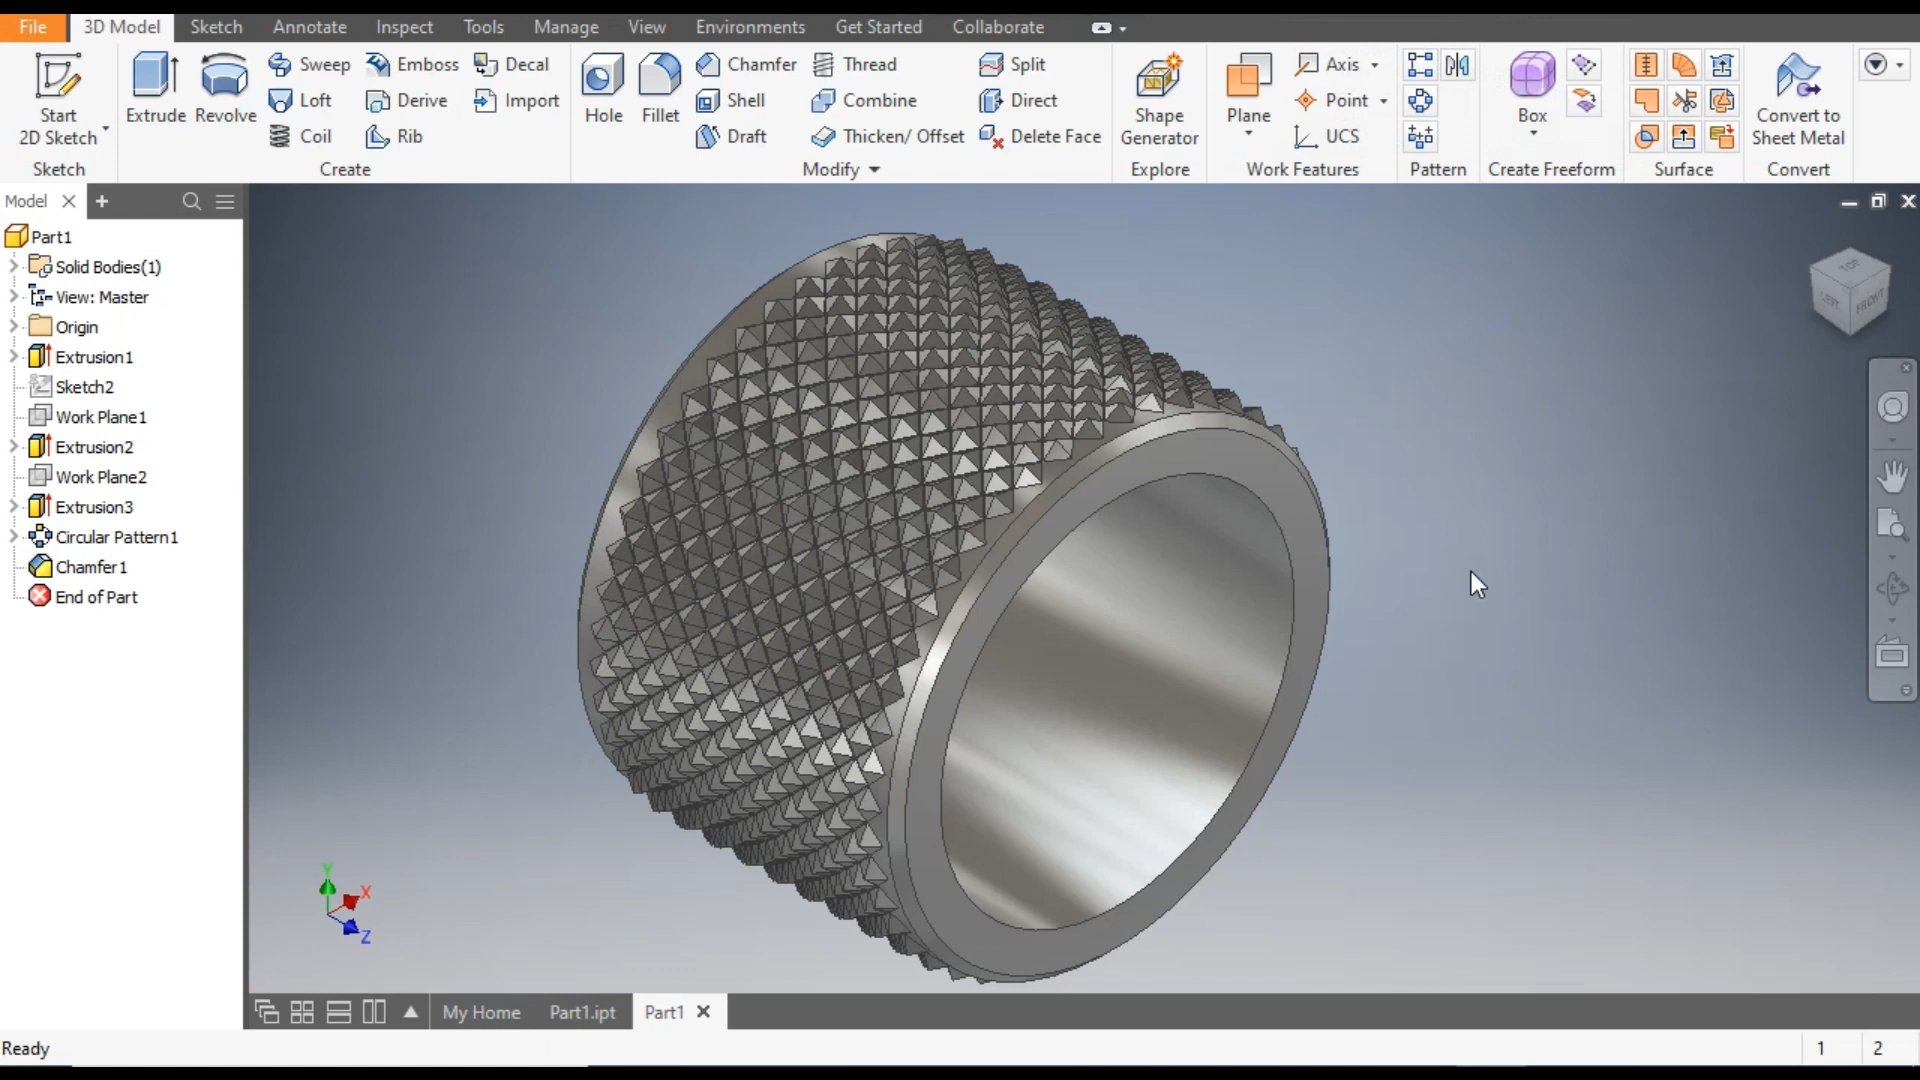 File 3D Model Sketch Annotate Inspect Tools Manage View Environments Get Started Collaborate
Start
2D Sketch
Sketch
Extrude
Revolve
Sweep
Loft
Coil
Emboss
Derive
Rib
Decal
Import
Create
Hole
Fillet
Chamfer
Shell
Draft
Thread
Combine
Thicken/ Offset
Split
Direct
Delete Face
Modify
Shape
Generator
Explore
Plane
Axis
Point
UCS
Work Features
Pattern
Box
Create Freeform
Surface
Convert to
Sheet Metal
Convert
Model
Part1
Solid Bodies(1)
View: Master
Origin
Extrusion1
Sketch2
Work Plane1
Extrusion2
Work Plane2
Extrusion3
Circular Pattern1
Chamfer1
End of Part
TOP
LEFT
FRONT
Y
X
Z
My Home Part1.ipt Part1
Ready
1 2